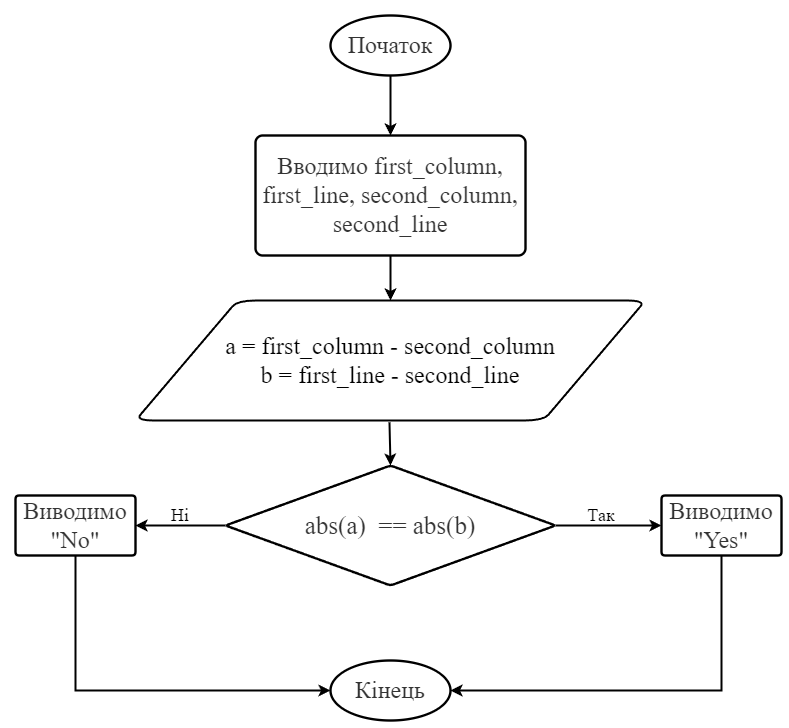 Початок
Вводимо first_column,
first_line, second_column,
second_line
a = first_column - second_column
b = first_line - second_line
abs(a)  == abs(b)
Ні
Так
Виводимо
"No"
Виводимо
"Yes"
Кінець